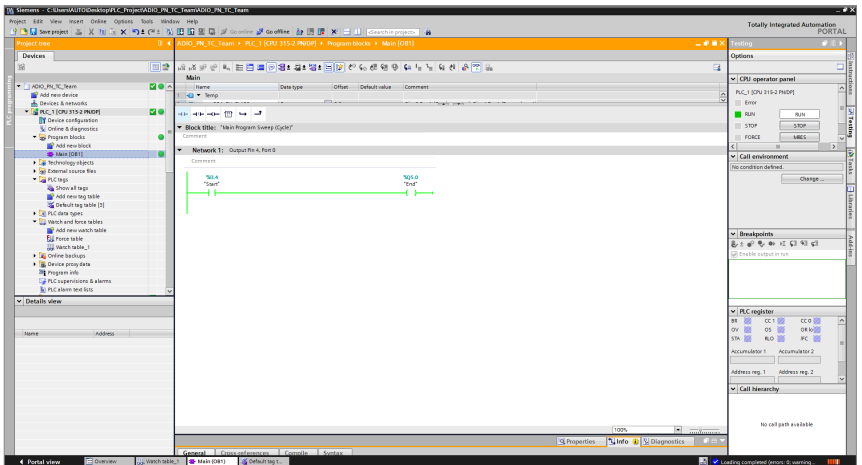 Siemens - C:\Users\AUTO\Desktop\PLC_Project\ADIO_PN_TC_Team\ADIO_PN_TC_Team
Project Edit View Insert Online Options Tools Window Help
Totally Integrated Automation
PORTAL
Save project
Go online Go offline
<Search in project>
Project tree
ADIO_PN_TC_Team PLC_1 [CPU 315-2 PN/DP] Program blocks Main [OB1]
Testing
Devices
Options
PLC programming
ADIO_PN_TC_Team
Add new device
Devices & networks
PLC_1 [CPU 315-2 PN/DP]
Device configuration
Online & diagnostics
Program blocks
Add new block
Main [OB1]
Technology objects
External source files
PLC tags
Show all tags
Add new tag table
Default tag table [3]
PLC data types
Watch and force tables
Add new watch table
Force table
Watch table_1
Online backups
Device proxy data
Program info
PLC supervisions & alarms
PLC alarm text lists
Details view
Name Address
Main
Name Data type Offset Default value Comment
1 Temp
Block title: "Main Program Sweep (Cycle)"
Comment
Network 1: Output Pin 4, Port 0
Comment
"Start"
%Q5.0
"End"
100%
Properties Info Diagnostics
General Cross-references Compile Syntax
CPU operator panel
PLC_1 [CPU 315-2 PN/DP]
Error
RUN RUN
STOP STOP
FORCE MRES
Call environment
No condition defined.
Change ...
Breakpoints
Enable output in run
PLC register
BR CC 1 CC 0
OV OS OR lo
STA RLO /FC
Accumulator 1 Accumulator 2
Address reg. 1 Address reg. 2
Call hierarchy
No call path available
Instructions
Testing
Tasks
Libraries
Add-ins
Portal view Overview Watch table_1 Main (OB1) Default tag t...
Loading completed (errors: 0; warning...